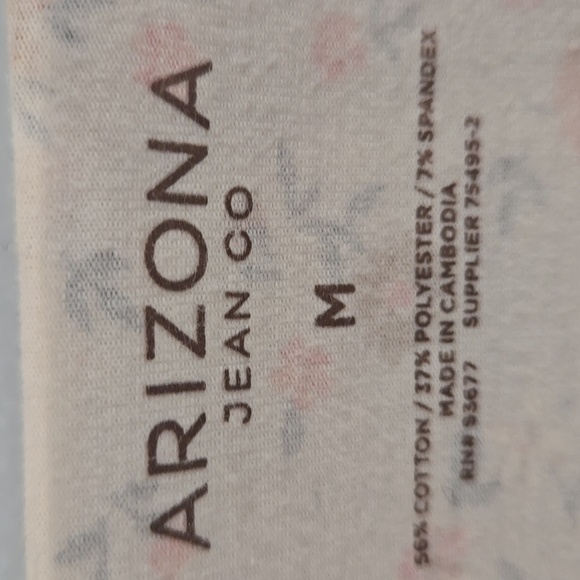 ARIZONA
JEAN CO
M
56% COTTON / 37% POLYESTER / 7% SPANDEX
MADE IN CAMBODIA
RN# 93677 SUPPLIER 75495-2